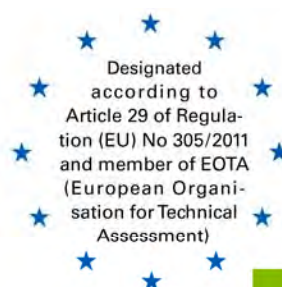 Designated
according to
Article 29 of Regula-
tion (EU) No 305/2011
and member of EOTA
(European Organi-
sation for Technical
Assessment)